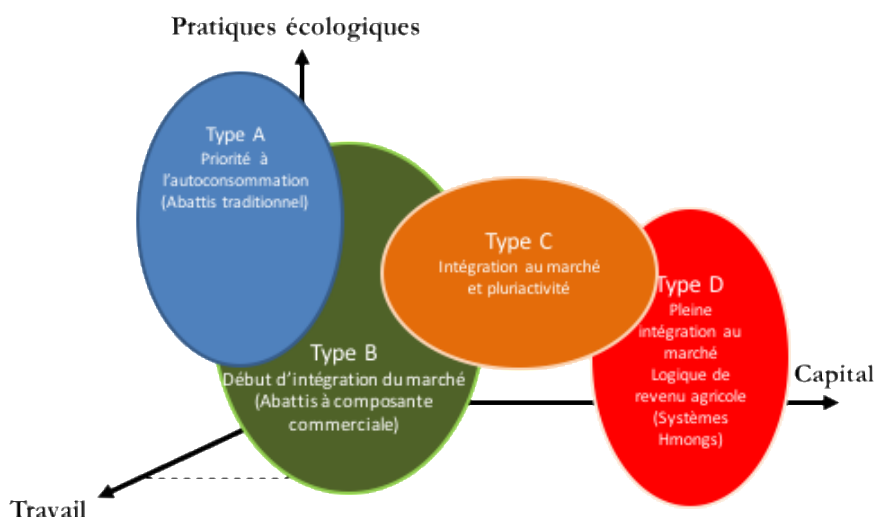 Pratiques écologiques
Type A
Priorité à
l'autoconsommation
(Abattis traditionnel)
Type B
Début d'intégration du marché
(Abattis à composante
commerciale)
Type C
Intégration au marché
et pluriactivité
Type D
Pleine
intégration au
marché
Logique de
revenu agricole
(Systèmes
Hmongs)
Capital
Travail